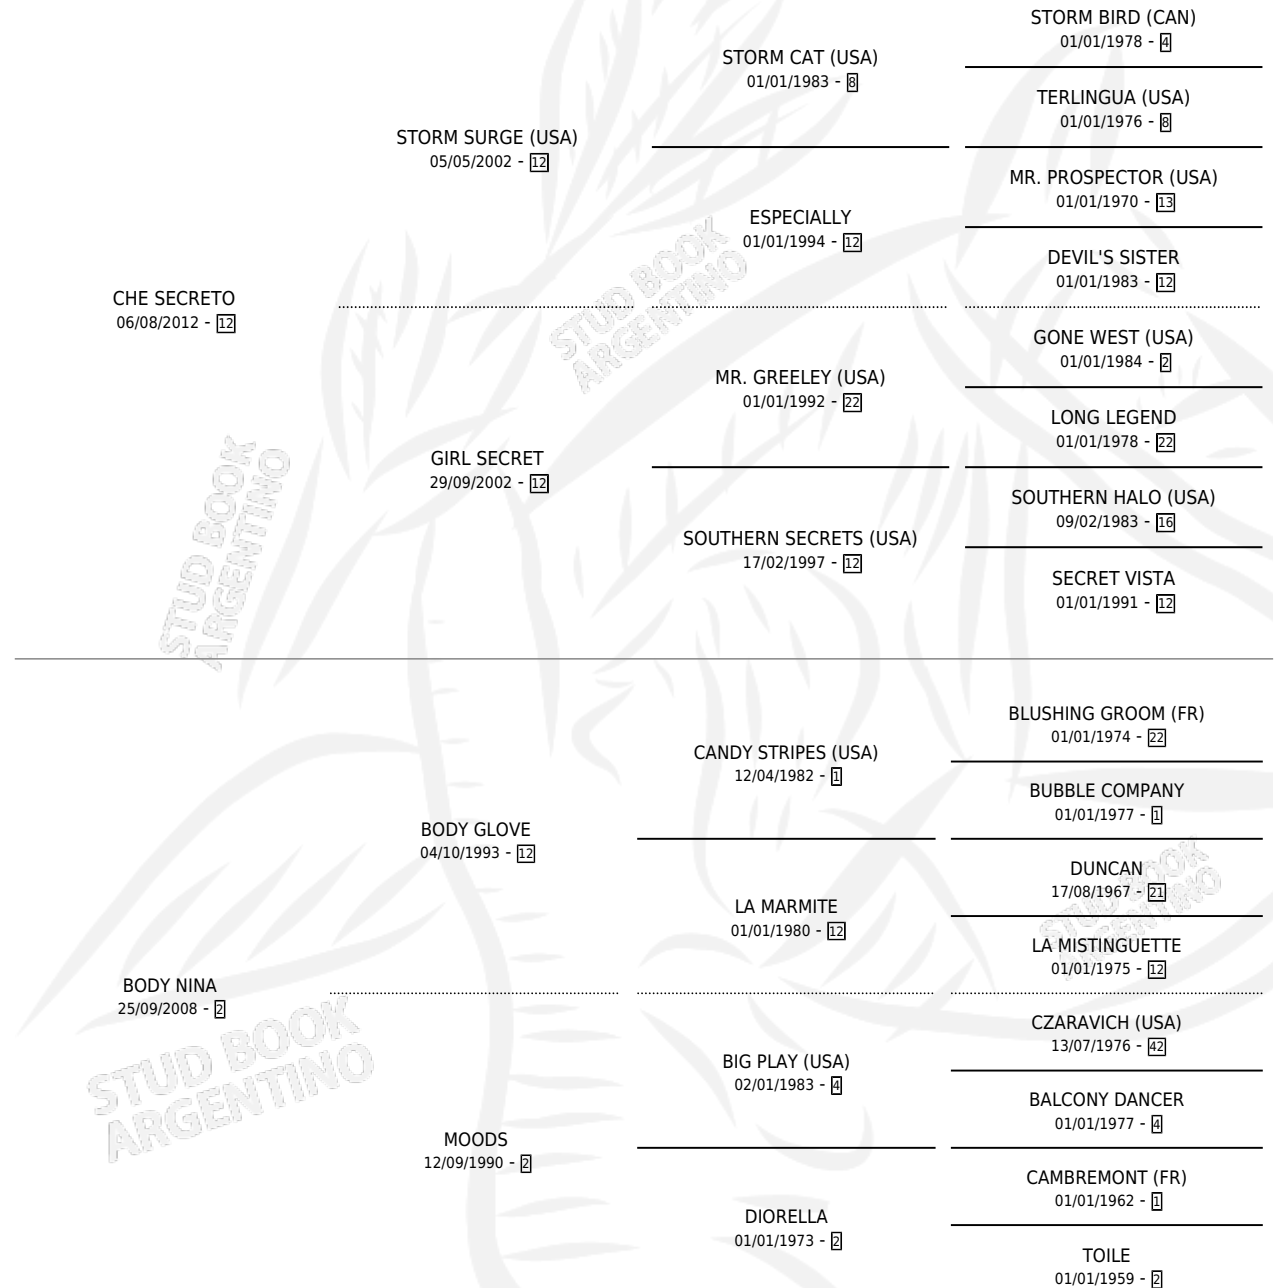 STORM BIRD (CAN)
01/01/1978 - 4
STORM CAT (USA)
01/01/1983 - 8
TERLINGUA (USA)
01/01/1976 - 8
STORM SURGE (USA)
05/05/2002 - 12
MR. PROSPECTOR (USA)
01/01/1970 - 13
ESPECIALLY
01/01/1994 - 12
DEVIL'S SISTER
01/01/1983 - 12
CHE SECRETO
06/08/2012 - 12
GONE WEST (USA)
01/01/1984 - 2
MR. GREELEY (USA)
01/01/1992 - 22
LONG LEGEND
01/01/1978 - 22
GIRL SECRET
29/09/2002 - 12
SOUTHERN HALO (USA)
09/02/1983 - 16
SOUTHERN SECRETS (USA)
17/02/1997 - 12
SECRET VISTA
01/01/1991 - 12
BLUSHING GROOM (FR)
01/01/1974 - 22
CANDY STRIPES (USA)
12/04/1982 - 1
BUBBLE COMPANY
01/01/1977 - 1
BODY GLOVE
04/10/1993 - 12
DUNCAN
17/08/1967 - 21
LA MARMITE
01/01/1980 - 12
LA MISTINGUETTE
01/01/1975 - 12
BODY NINA
25/09/2008 - 2
CZARAVICH (USA)
13/07/1976 - 42
BIG PLAY (USA)
02/01/1983 - 4
BALCONY DANCER
01/01/1977 - 4
MOODS
12/09/1990 - 2
CAMBREMONT (FR)
01/01/1962 - 1
DIORELLA
01/01/1973 - 2
TOILE
01/01/1959 - 2
STUD BOOK
ARGENTINO
STUD BOOK
ARGENTINO
STUD BOOK
ARGENTINO
STUD BOOK
ARGENTINO